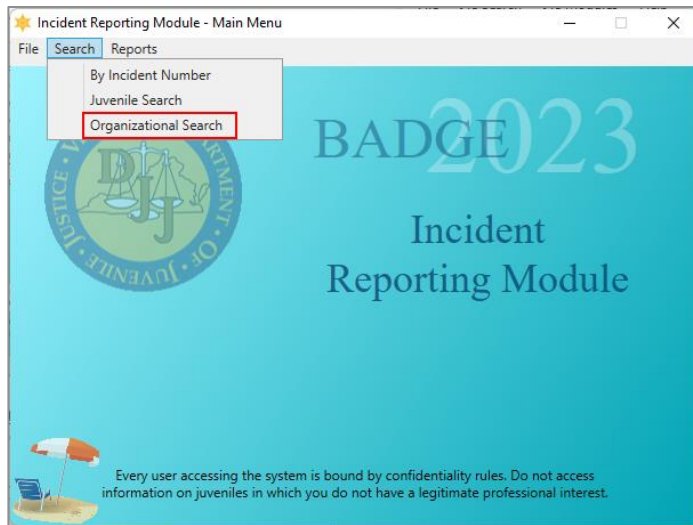 Incident Reporting Module - Main Menu
File Search Reports
By Incident Number
Juvenile Search
Organizational Search
BADGE 2023
DJJ
Incident
Reporting Module
Every user accessing the system is bound by confidentiality rules. Do not access
information on juveniles in which you do not have a legitimate professional interest.